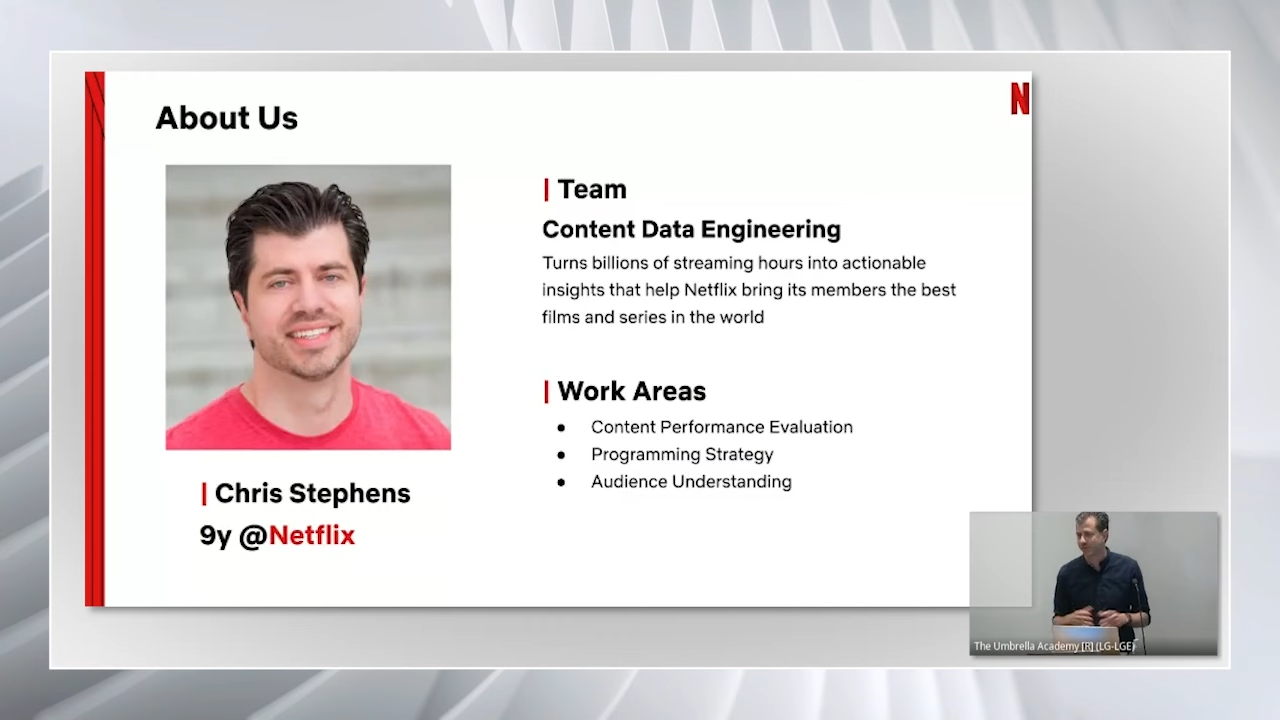 About Us
N
| Team
Content Data Engineering
Turns billions of streaming hours into actionable
insights that help Netflix bring its members the best
films and series in the world
| Work Areas
● Content Performance Evaluation
● Programming Strategy
● Audience Understanding
| Chris Stephens
9y @Netflix
The Umbrella Academy [R] (LG-LGE)